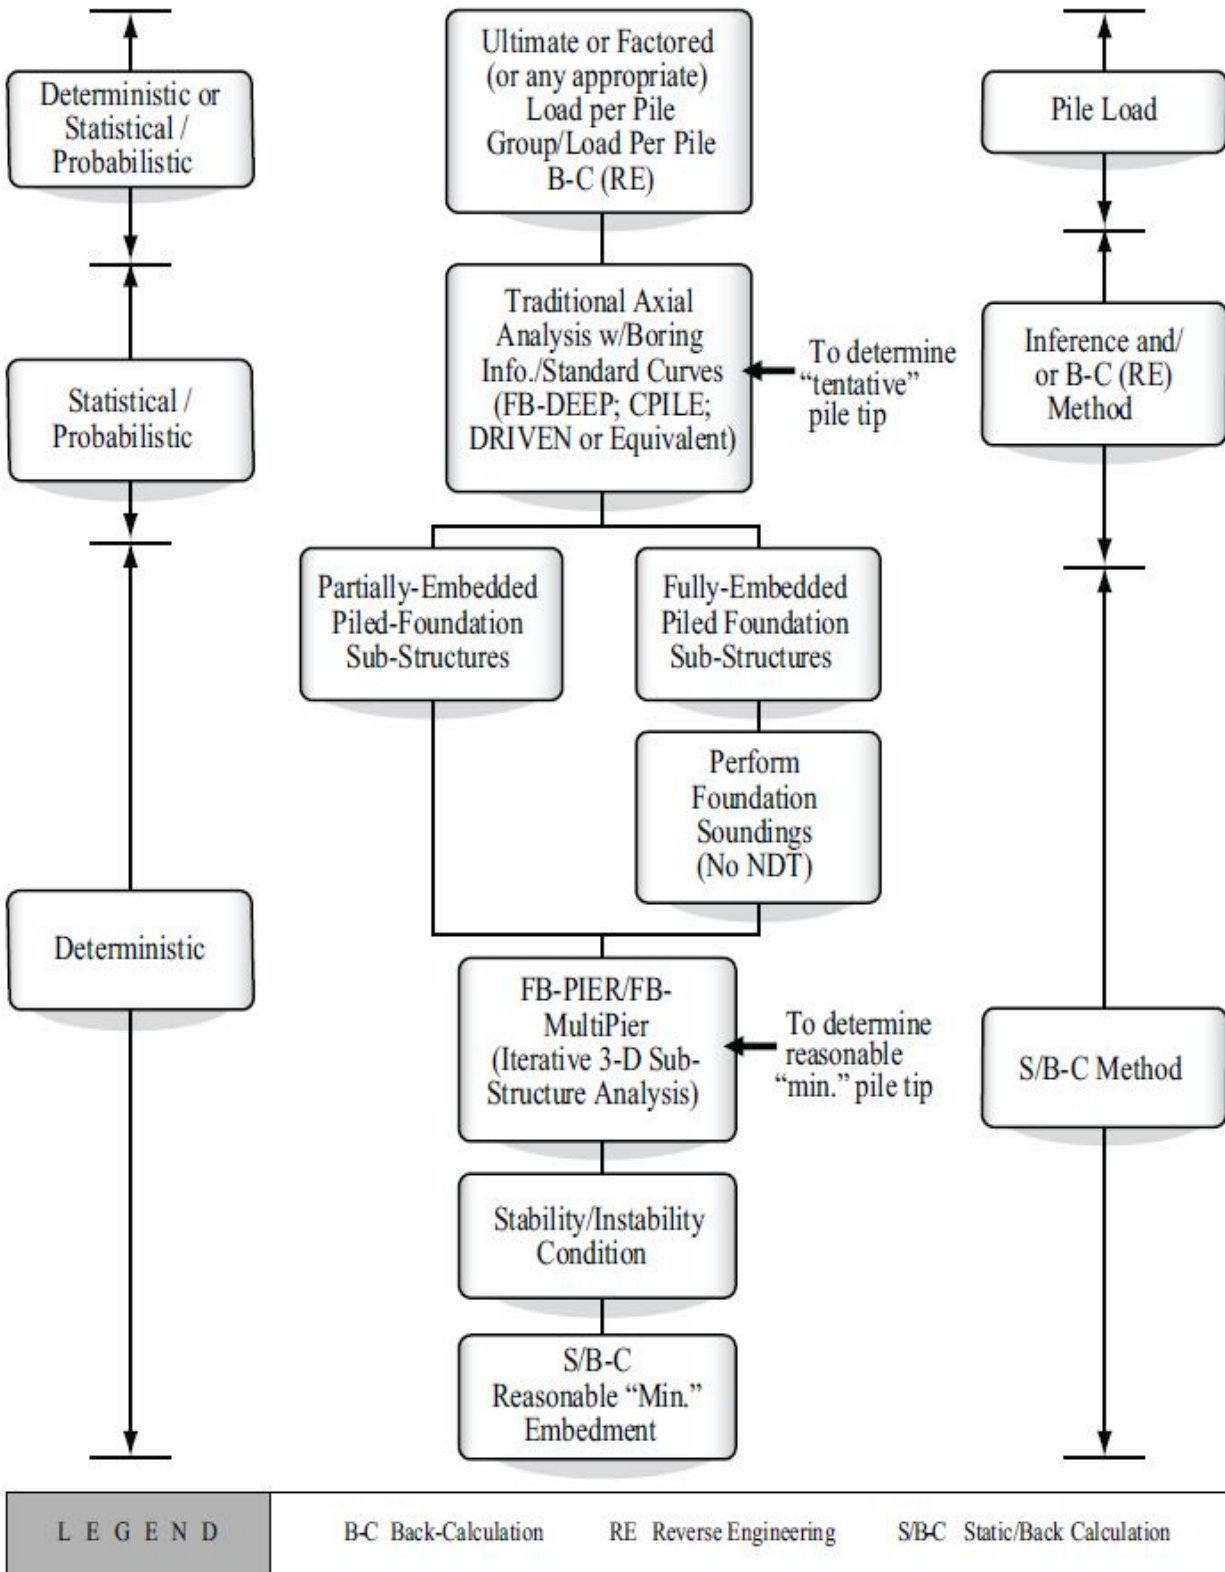 Deterministic or
Statistical /
Probabilistic
Ultimate or Factored
(or any appropriate)
Load per Pile
Group/Load Per Pile
B-C (RE)
Pile Load
Statistical /
Probabilistic
Traditional Axial
Analysis w/Boring
Info./Standard Curves
(FB-DEEP; CPILE;
DRIVEN or Equivalent)
To determine
“tentative”
pile tip
Inference and/
or B-C (RE)
Method
Partially-Embedded
Piled-Foundation
Sub-Structures
Fully-Embedded
Piled Foundation
Sub-Structures
Perform
Foundation
Soundings
(No NDT)
Deterministic
FB-PIER/FB-
MultiPier
(Iterative 3-D Sub-
Structure Analysis)
To determine
reasonable
“min.” pile tip
S/B-C Method
Stability/Instability
Condition
S/B-C
Reasonable “Min.”
Embedment
LEGEND
B-C Back-Calculation
RE Reverse Engineering
S/B-C Static/Back Calculation